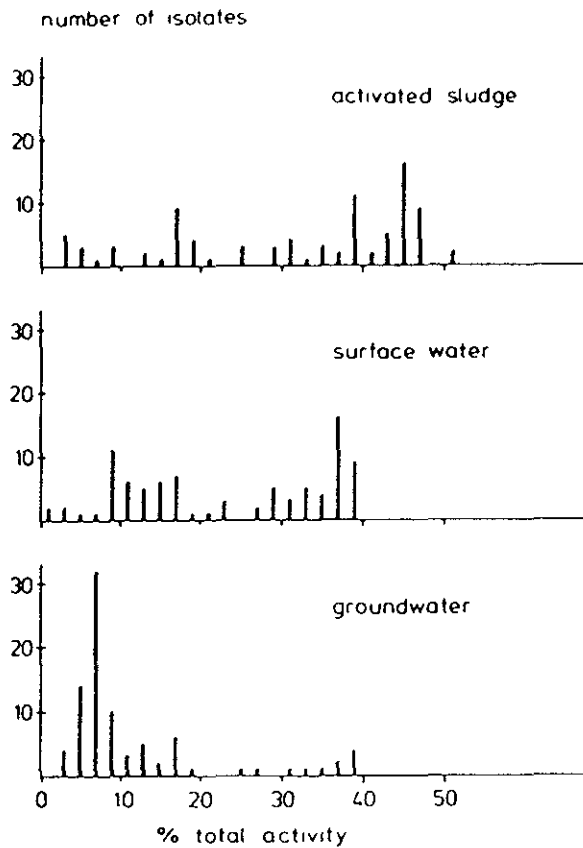 number of isolates
30
20
10
activated sludge
30
20
10
surface water
30
20
10
groundwater
0 10 20 30 40 50
% total activity